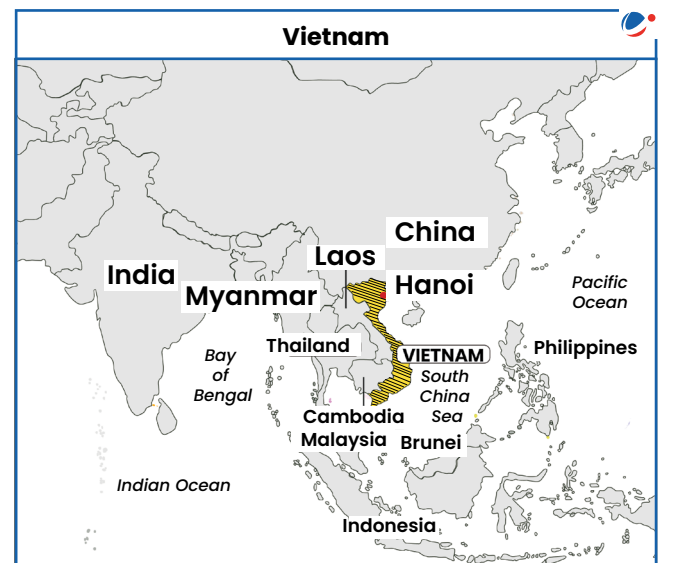 Vietnam
China
Laos
India
Hanoi
Myanmar
Pacific
Ocean
Thailand
VIETNAM
Philippines
Bay
of
Bengal
South
China
Sea
Cambodia
Malaysia
Brunei
Indian Ocean
Indonesia